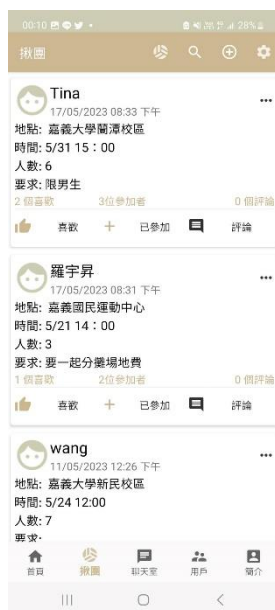 00:10
28%
揪團
Tina
17/05/2023 08:33 下午
地點: 嘉義大學蘭潭校區
時間: 5/31 15：00
人數: 6
要求: 限男生
2 個喜歡 3位參加者 0 個評論
喜歡 已參加 評論
羅宇昇
17/05/2023 08:31 下午
地點: 嘉義國民運動中心
時間: 5/21 14：00
人數: 3
要求: 要一起分攤場地費
1 個喜歡 2位參加者 0 個評論
喜歡 已參加 評論
wang
11/05/2023 12:26 下午
地點: 嘉義大學新民校區
時間: 5/24 12:00
人數: 7
要求:
首頁 揪團 聊天室 用戶 簡介